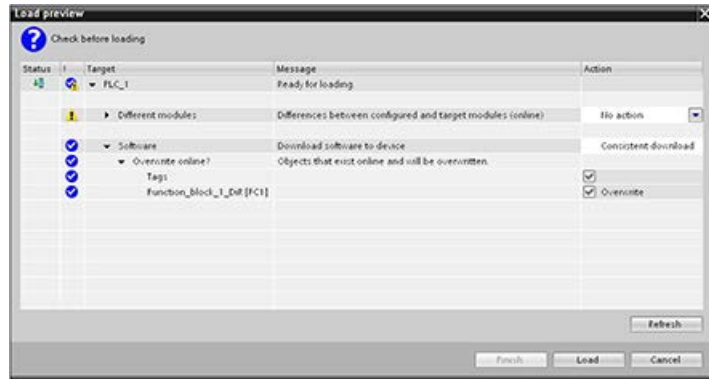 Load preview
?
Check before loading
Status ! Target Message Action
PLC_1 Ready for loading
! Different modules Differences between configured and target modules (online) No action
Software Download software to device Consistent download
Overwrite online? Objects that exist online and will be overwritten.
Tags
Function_block_1_Dif [FC1] Overwrite
Refresh
Finish Load Cancel